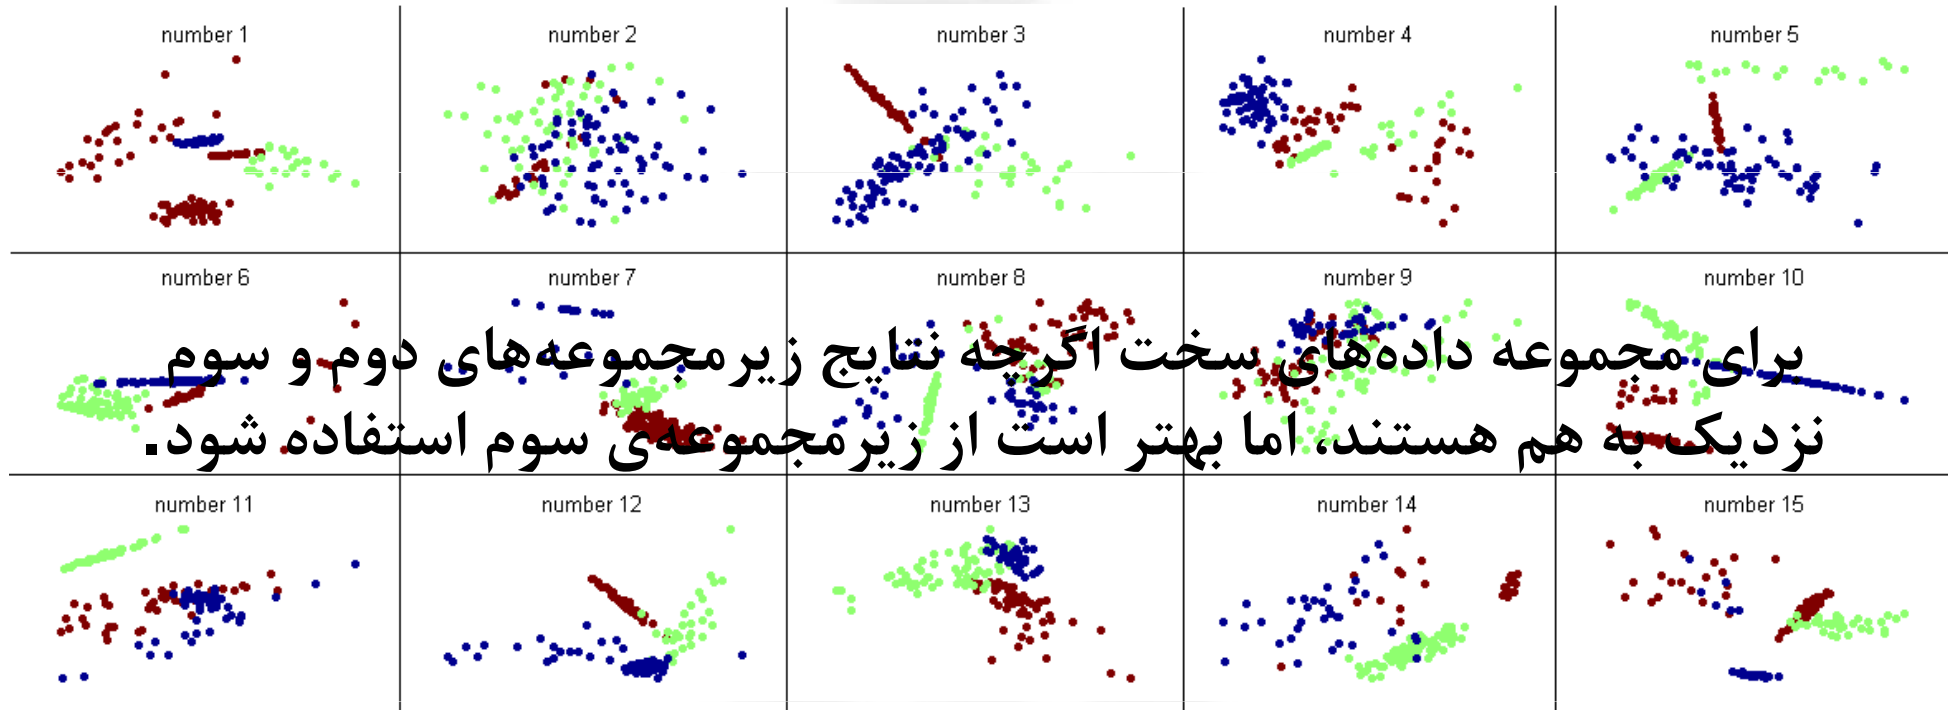 number 1
number 2
number 3
number 4
number 5
number 6
number 7
number 8
number 9
number 10
برای مجموعه داده‌های سخت اگرچه نتایج زیرمجموعه‌های دوم و سوم
نزدیک به هم هستند، اما بهتر است از زیرمجموعه‌ی سوم استفاده شود.
number 11
number 12
number 13
number 14
number 15